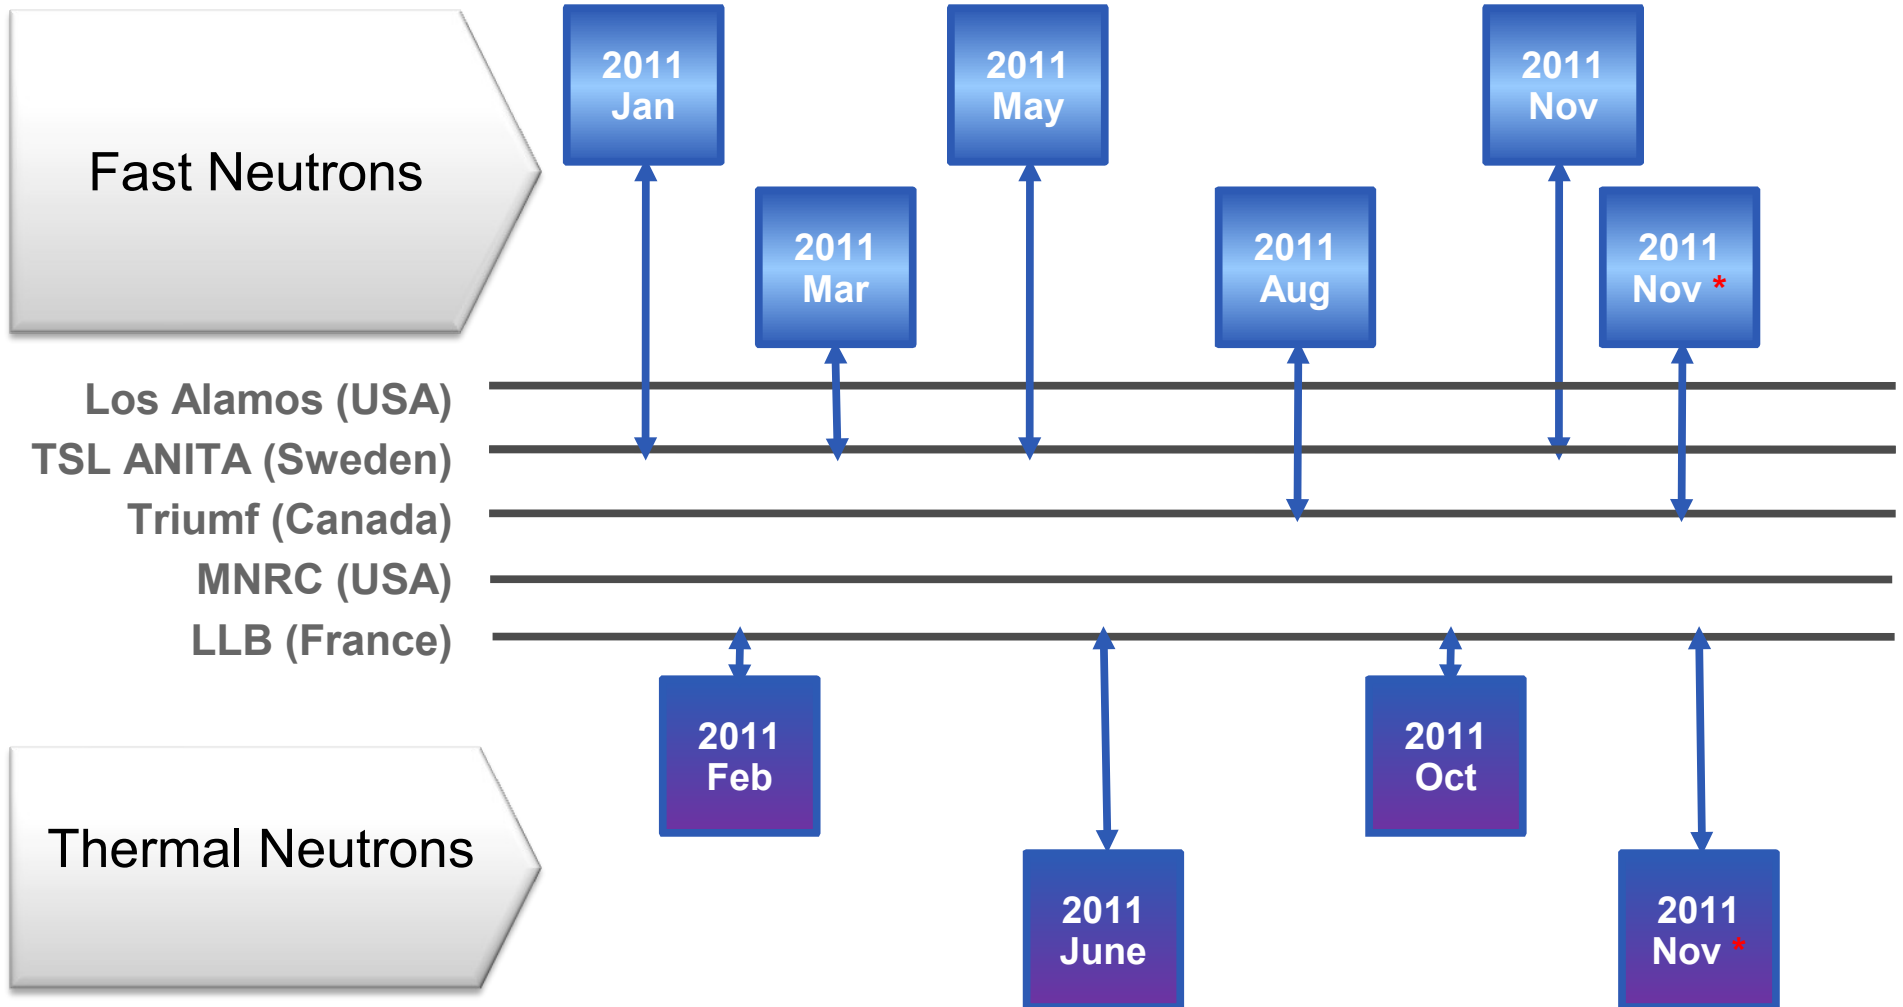 Fast Neutrons
2011
Jan
2011
May
2011
Nov
2011
Mar
2011
Aug
2011
Nov *
Los Alamos (USA)
TSL ANITA (Sweden)
Triumf (Canada)
MNRC (USA)
LLB (France)
Thermal Neutrons
2011
Feb
2011
Oct
2011
June
2011
Nov *